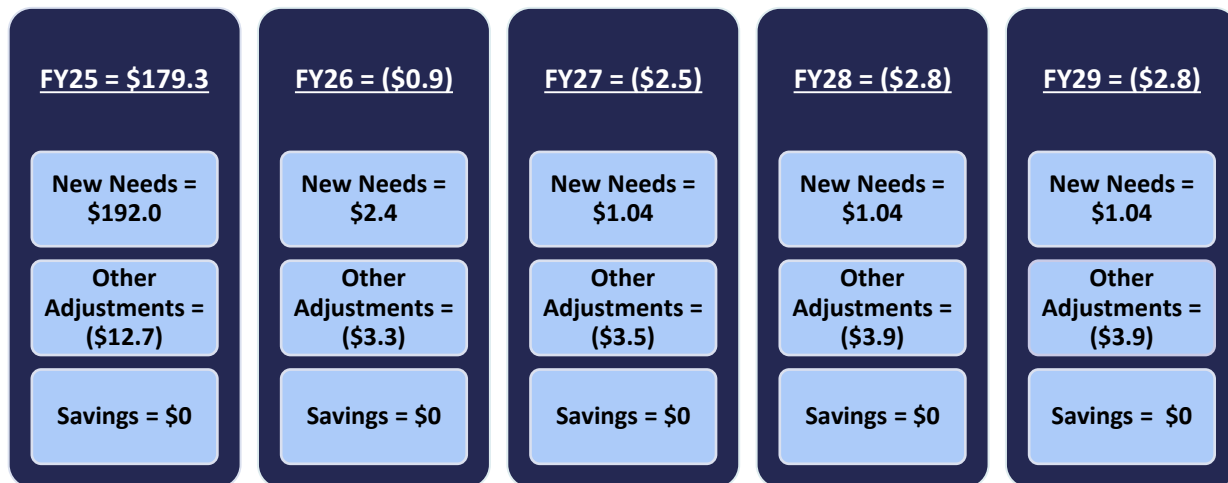 FY25 = $179.3
New Needs =
$192.0
Other
Adjustments =
($12.7)
Savings = $0
FY26 = ($0.9)
New Needs =
$2.4
Other
Adjustments =
($3.3)
Savings = $0
FY27 = ($2.5)
New Needs =
$1.04
Other
Adjustments =
($3.5)
Savings = $0
FY28 = ($2.8)
New Needs =
$1.04
Other
Adjustments =
($3.9)
Savings = $0
FY29 = ($2.8)
New Needs =
$1.04
Other
Adjustments =
($3.9)
Savings =  $0